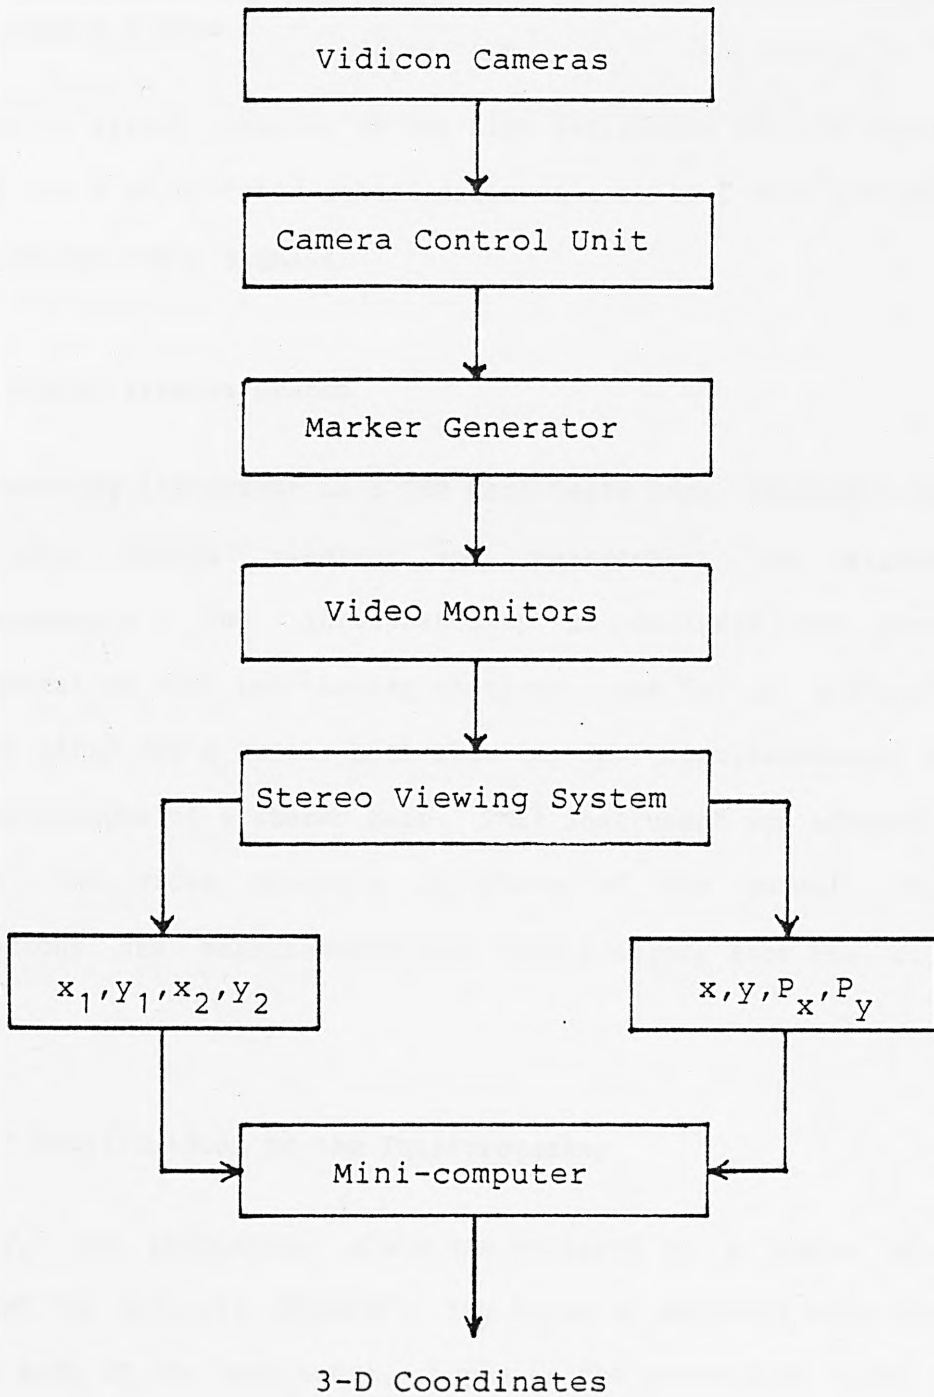 Vidicon Cameras
Camera Control Unit
Marker Generator
Video Monitors
Stereo Viewing System
x₁,y₁,x₂,y₂
x,y,Pₓ,P_y
Mini-computer
3-D Coordinates